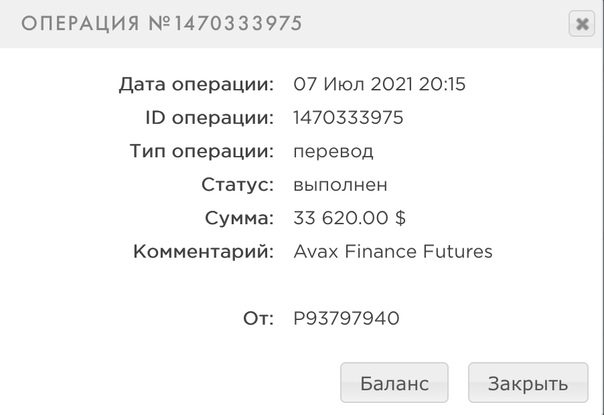 ОПЕРАЦИЯ №1470333975
Дата операции: 07 Июл 2021 20:15
ID операции: 1470333975
Тип операции: перевод
Статус: выполнен
Сумма: 33 620.00 $
Комментарий: Avax Finance Futures
От: P93797940
Баланс Закрыть